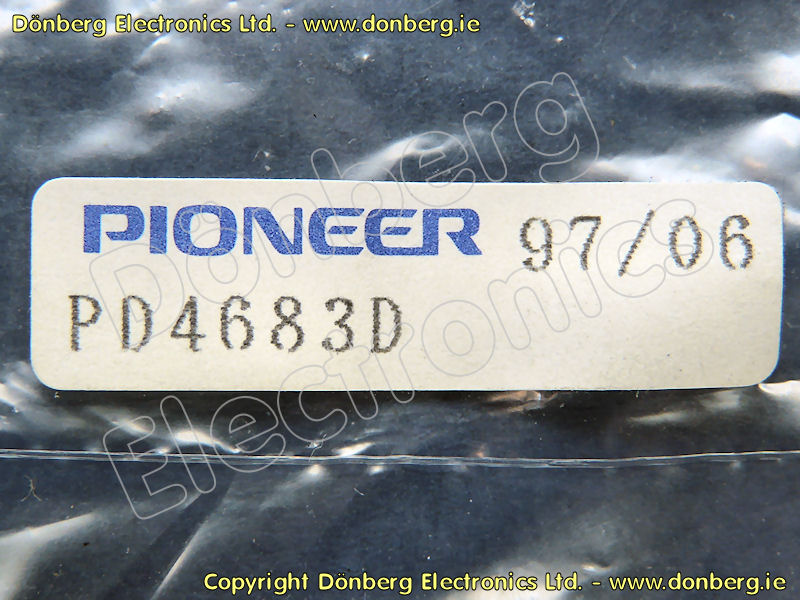 Dönberg Electronics Ltd. - www.donberg.ie
PIONEER 97/06
PD4683D
Dönberg
Electronics
Copyright Dönberg Electronics Ltd. - www.donberg.ie